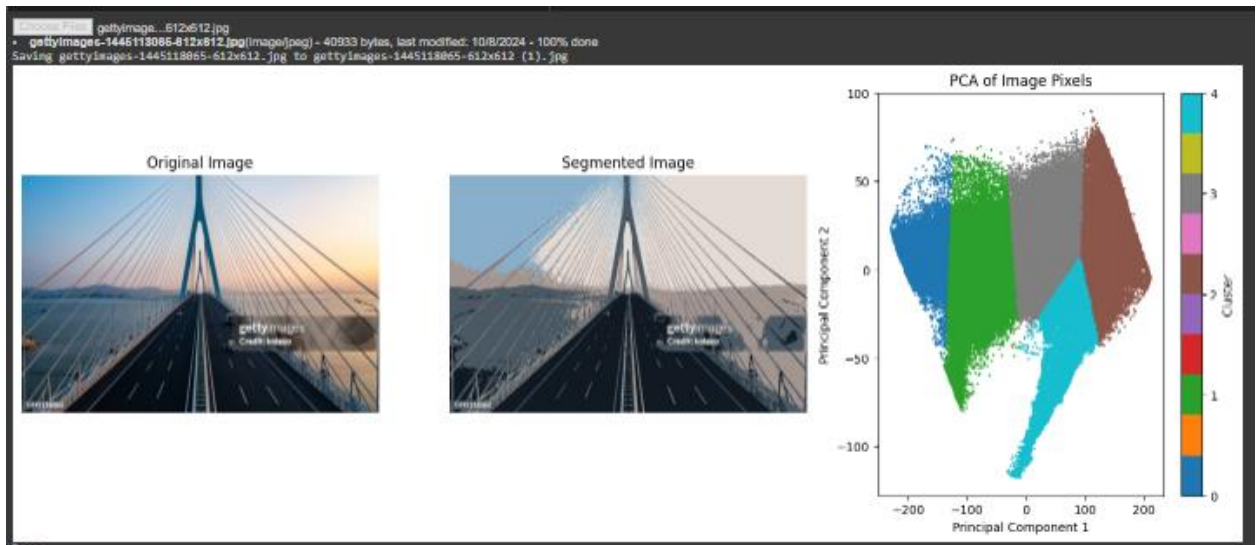 Choose Files gettyimage...612x612.jpg
• gettyimages-1445118065-612x612.jpg(image/jpeg) - 40933 bytes, last modified: 10/8/2024 - 100% done
Saving gettyimages-1445118065-612x612.jpg to gettyimages-1445118065-612x612 (1).jpg
Original Image
gettyimages
Credit:
Segmented Image
gettyimages
Credit:
PCA of Image Pixels
100
50
0
−50
−100
Principal Component 2
−200 −100 0 100 200
Principal Component 1
4
3
2
1
0
Cluster